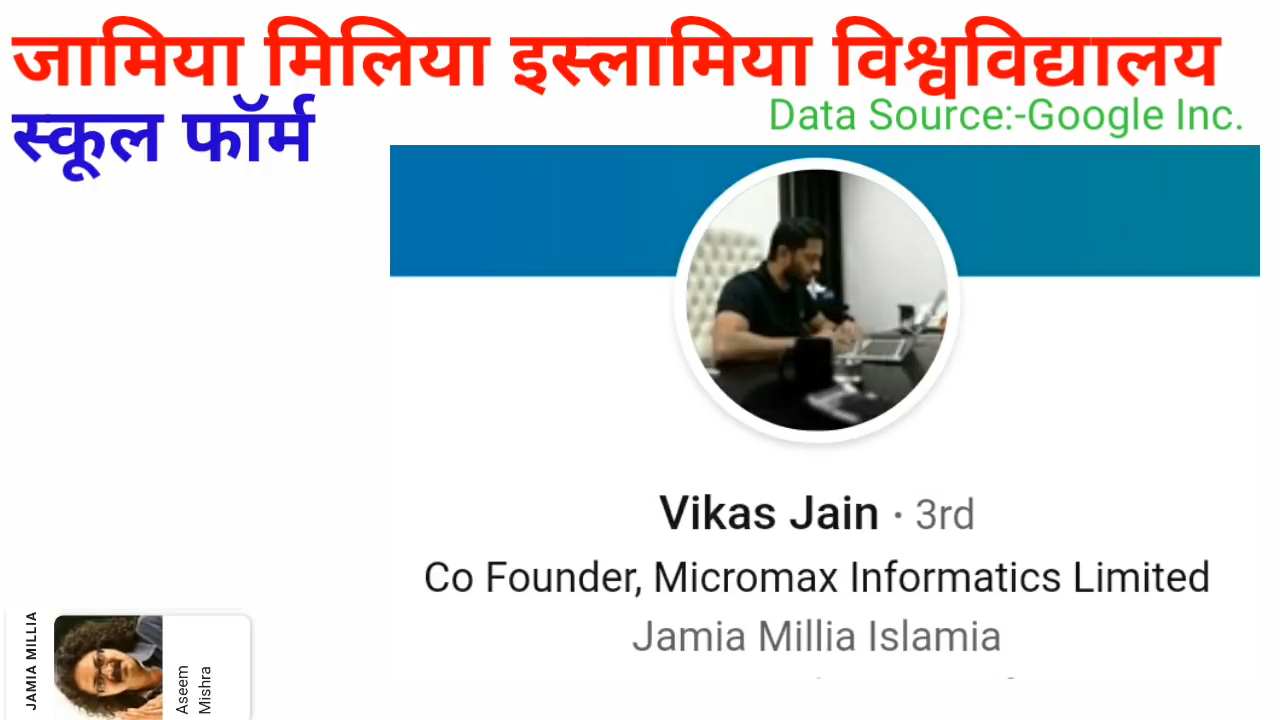 जामिया मिलिया इस्लामिया विश्वविद्यालय
स्कूल फॉर्म
Data Source:-Google Inc.
Vikas Jain · 3rd
Co Founder, Micromax Informatics Limited
Jamia Millia Islamia
JAMIA MILLIA
Aseem
Mishra